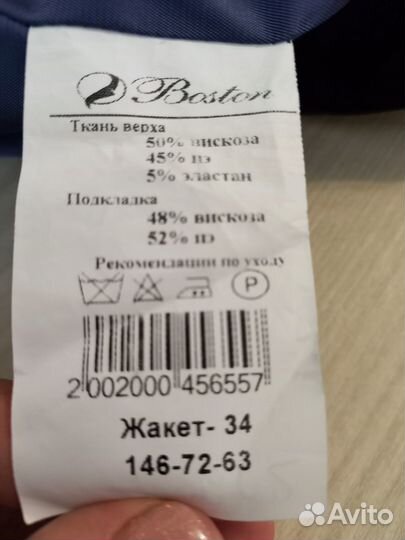 Boston
Ткань верха
50% вискоза
45% пэ
5% эластан
Подкладка
48% вискоза
52% пэ
Рекомендации по уходу
P
2 002000 456557
Жакет- 34
146-72-63
Avito